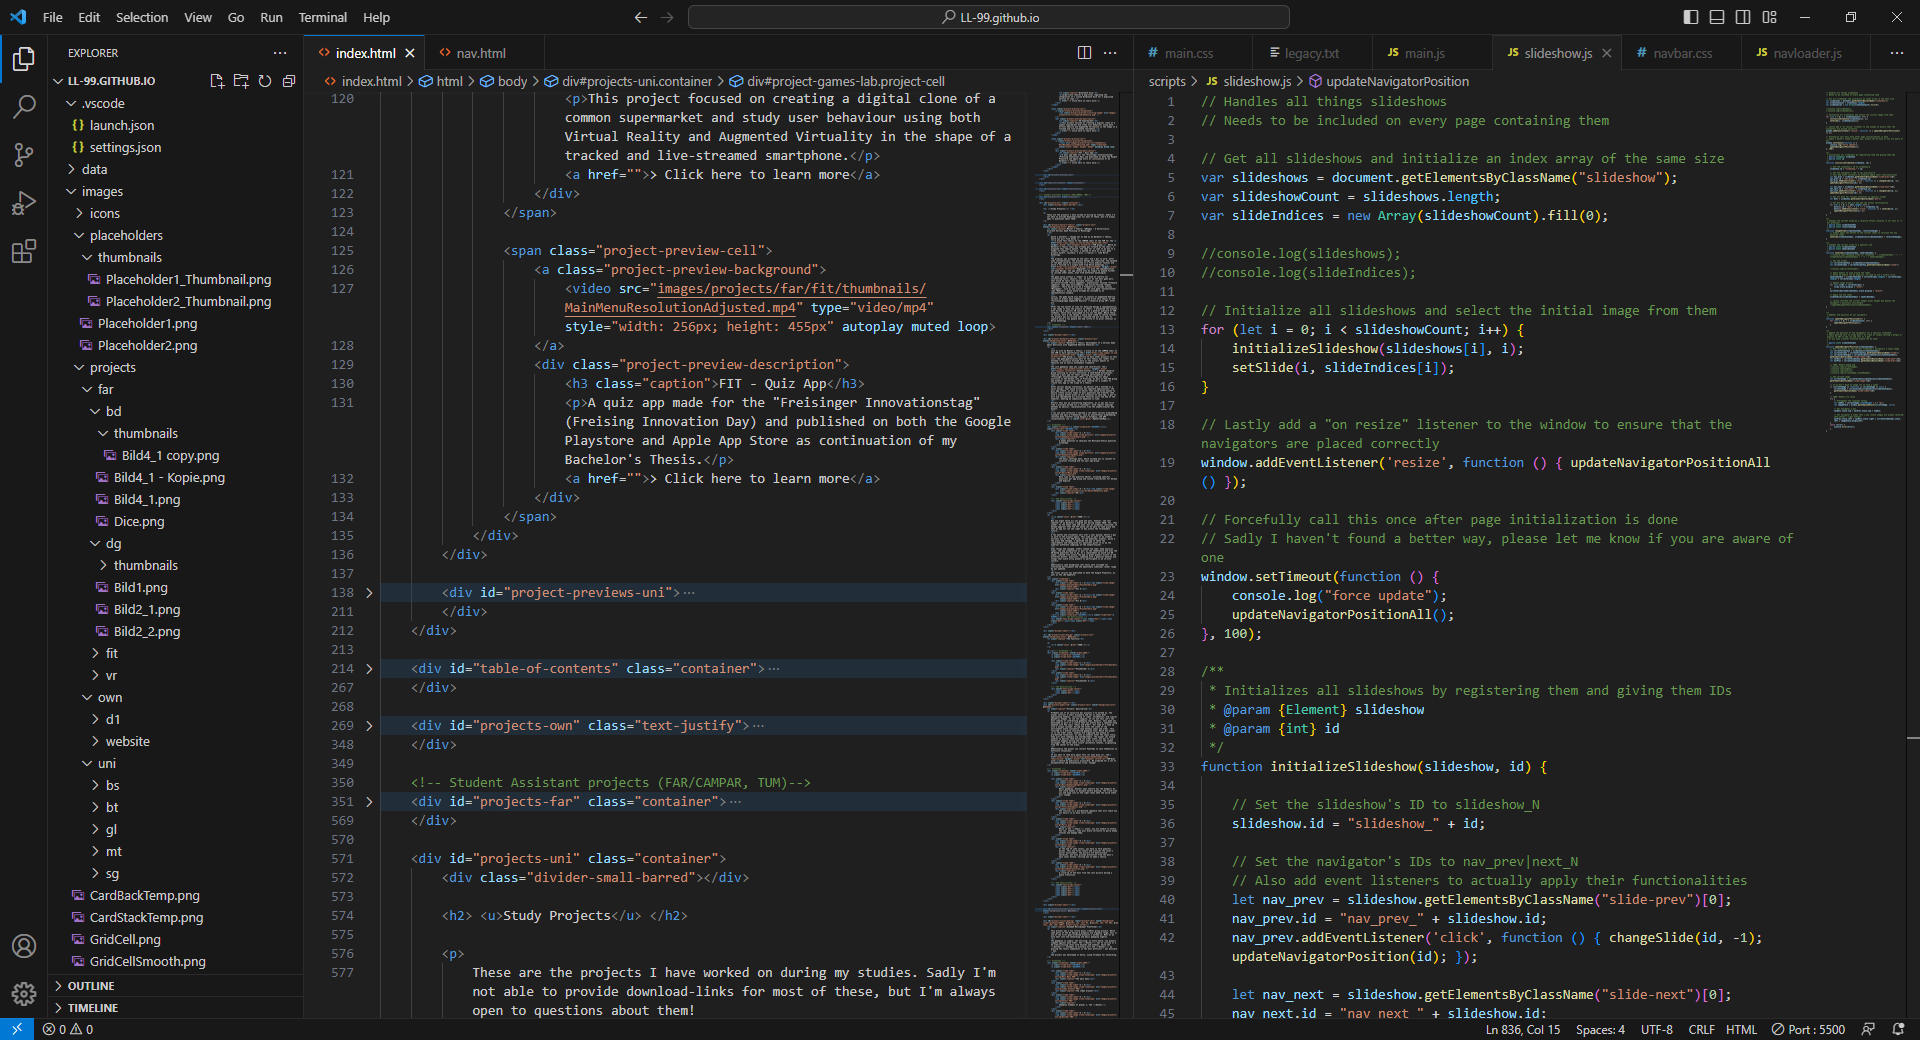 File Edit Selection View Go Run Terminal Help
LL-99.github.io
EXPLORER
LL-99.GITHUB.IO
.vscode
launch.json
settings.json
data
images
icons
placeholders
thumbnails
Placeholder1_Thumbnail.png
Placeholder2_Thumbnail.png
Placeholder1.png
Placeholder2.png
projects
far
bd
thumbnails
Bild4_1 copy.png
Bild4_1 - Kopie.png
Bild4_1.png
Dice.png
dg
thumbnails
Bild1.png
Bild2_1.png
Bild2_2.png
fit
vr
own
d1
website
uni
bs
bt
gl
mt
sg
CardBackTemp.png
CardStackTemp.png
GridCell.png
GridCellSmooth.png
OUTLINE
TIMELINE
index.html nav.html
index.html > html > body > div#projects-uni.container > div#project-games-lab.project-cell
120 <p>This project focused on creating a digital clone of a
common supermarket and study user behaviour using both
Virtual Reality and Augmented Virtuality in the shape of a
tracked and live-streamed smartphone.</p>
121 <a href="">> Click here to learn more</a>
122 </div>
123 </span>
124
125 <span class="project-preview-cell">
126 <a class="project-preview-background">
127 <video src="images/projects/far/fit/thumbnails/
MainMenuResolutionAdjusted.mp4" type="video/mp4"
style="width: 256px; height: 455px" autoplay muted loop>
128 </a>
129 <div class="project-preview-description">
130 <h3 class="caption">FIT - Quiz App</h3>
131 <p>A quiz app made for the "Freisinger Innovationstag"
(Freising Innovation Day) and published on both the Google
Playstore and Apple App Store as continuation of my
Bachelor's Thesis.</p>
132 <a href="">> Click here to learn more</a>
133 </div>
134 </span>
135 </div>
136 </div>
137
138 <div id="project-previews-uni">···
211 </div>
212 </div>
213
214 <div id="table-of-contents" class="container">···
267 </div>
268
269 <div id="projects-own" class="text-justify">···
348 </div>
349
350 <!-- Student Assistant projects (FAR/CAMPAR, TUM)-->
351 <div id="projects-far" class="container">···
569 </div>
570
571 <div id="projects-uni" class="container">
572 <div class="divider-small-barred"></div>
573
574 <h2> <u>Study Projects</u> </h2>
575
576 <p>
577 These are the projects I have worked on during my studies. Sadly I'm
not able to provide download-links for most of these, but I'm always
open to questions about them!
main.css legacy.txt main.js slideshow.js navbar.css navloader.js
scripts > slideshow.js > updateNavigatorPosition
1 // Handles all things slideshows
2 // Needs to be included on every page containing them
3
4 // Get all slideshows and initialize an index array of the same size
5 var slideshows = document.getElementsByClassName("slideshow");
6 var slideshowCount = slideshows.length;
7 var slideIndices = new Array(slideshowCount).fill(0);
8
9 //console.log(slideshows);
10 //console.log(slideIndices);
11
12 // Initialize all slideshows and select the initial image from them
13 for (let i = 0; i < slideshowCount; i++) {
14 initializeSlideshow(slideshows[i], i);
15 setSlide(i, slideIndices[i]);
16 }
17
18 // Lastly add a "on resize" listener to the window to ensure that the
navigators are placed correctly
19 window.addEventListener('resize', function () { updateNavigatorPositionAll
() });
20
21 // Forcefully call this once after page initialization is done
22 // Sadly I haven't found a better way, please let me know if you are aware of
one
23 window.setTimeout(function () {
24 console.log("force update");
25 updateNavigatorPositionAll();
26 }, 100);
27
28 /**
29 * Initializes all slideshows by registering them and giving them IDs
30 * @param {Element} slideshow
31 * @param {int} id
32 */
33 function initializeSlideshow(slideshow, id) {
34
35 // Set the slideshow's ID to slideshow_N
36 slideshow.id = "slideshow_" + id;
37
38 // Set the navigator's IDs to nav_prev|next_N
39 // Also add event listeners to actually apply their functionalities
40 let nav_prev = slideshow.getElementsByClassName("slide-prev")[0];
41 nav_prev.id = "nav_prev_" + slideshow.id;
42 nav_prev.addEventListener('click', function () { changeSlide(id, -1);
updateNavigatorPosition(id); });
43
44 let nav_next = slideshow.getElementsByClassName("slide-next")[0];
45 nav_next.id = "nav_next_" + slideshow.id;
0 0 Ln 836, Col 15 Spaces: 4 UTF-8 CRLF HTML Port : 5500